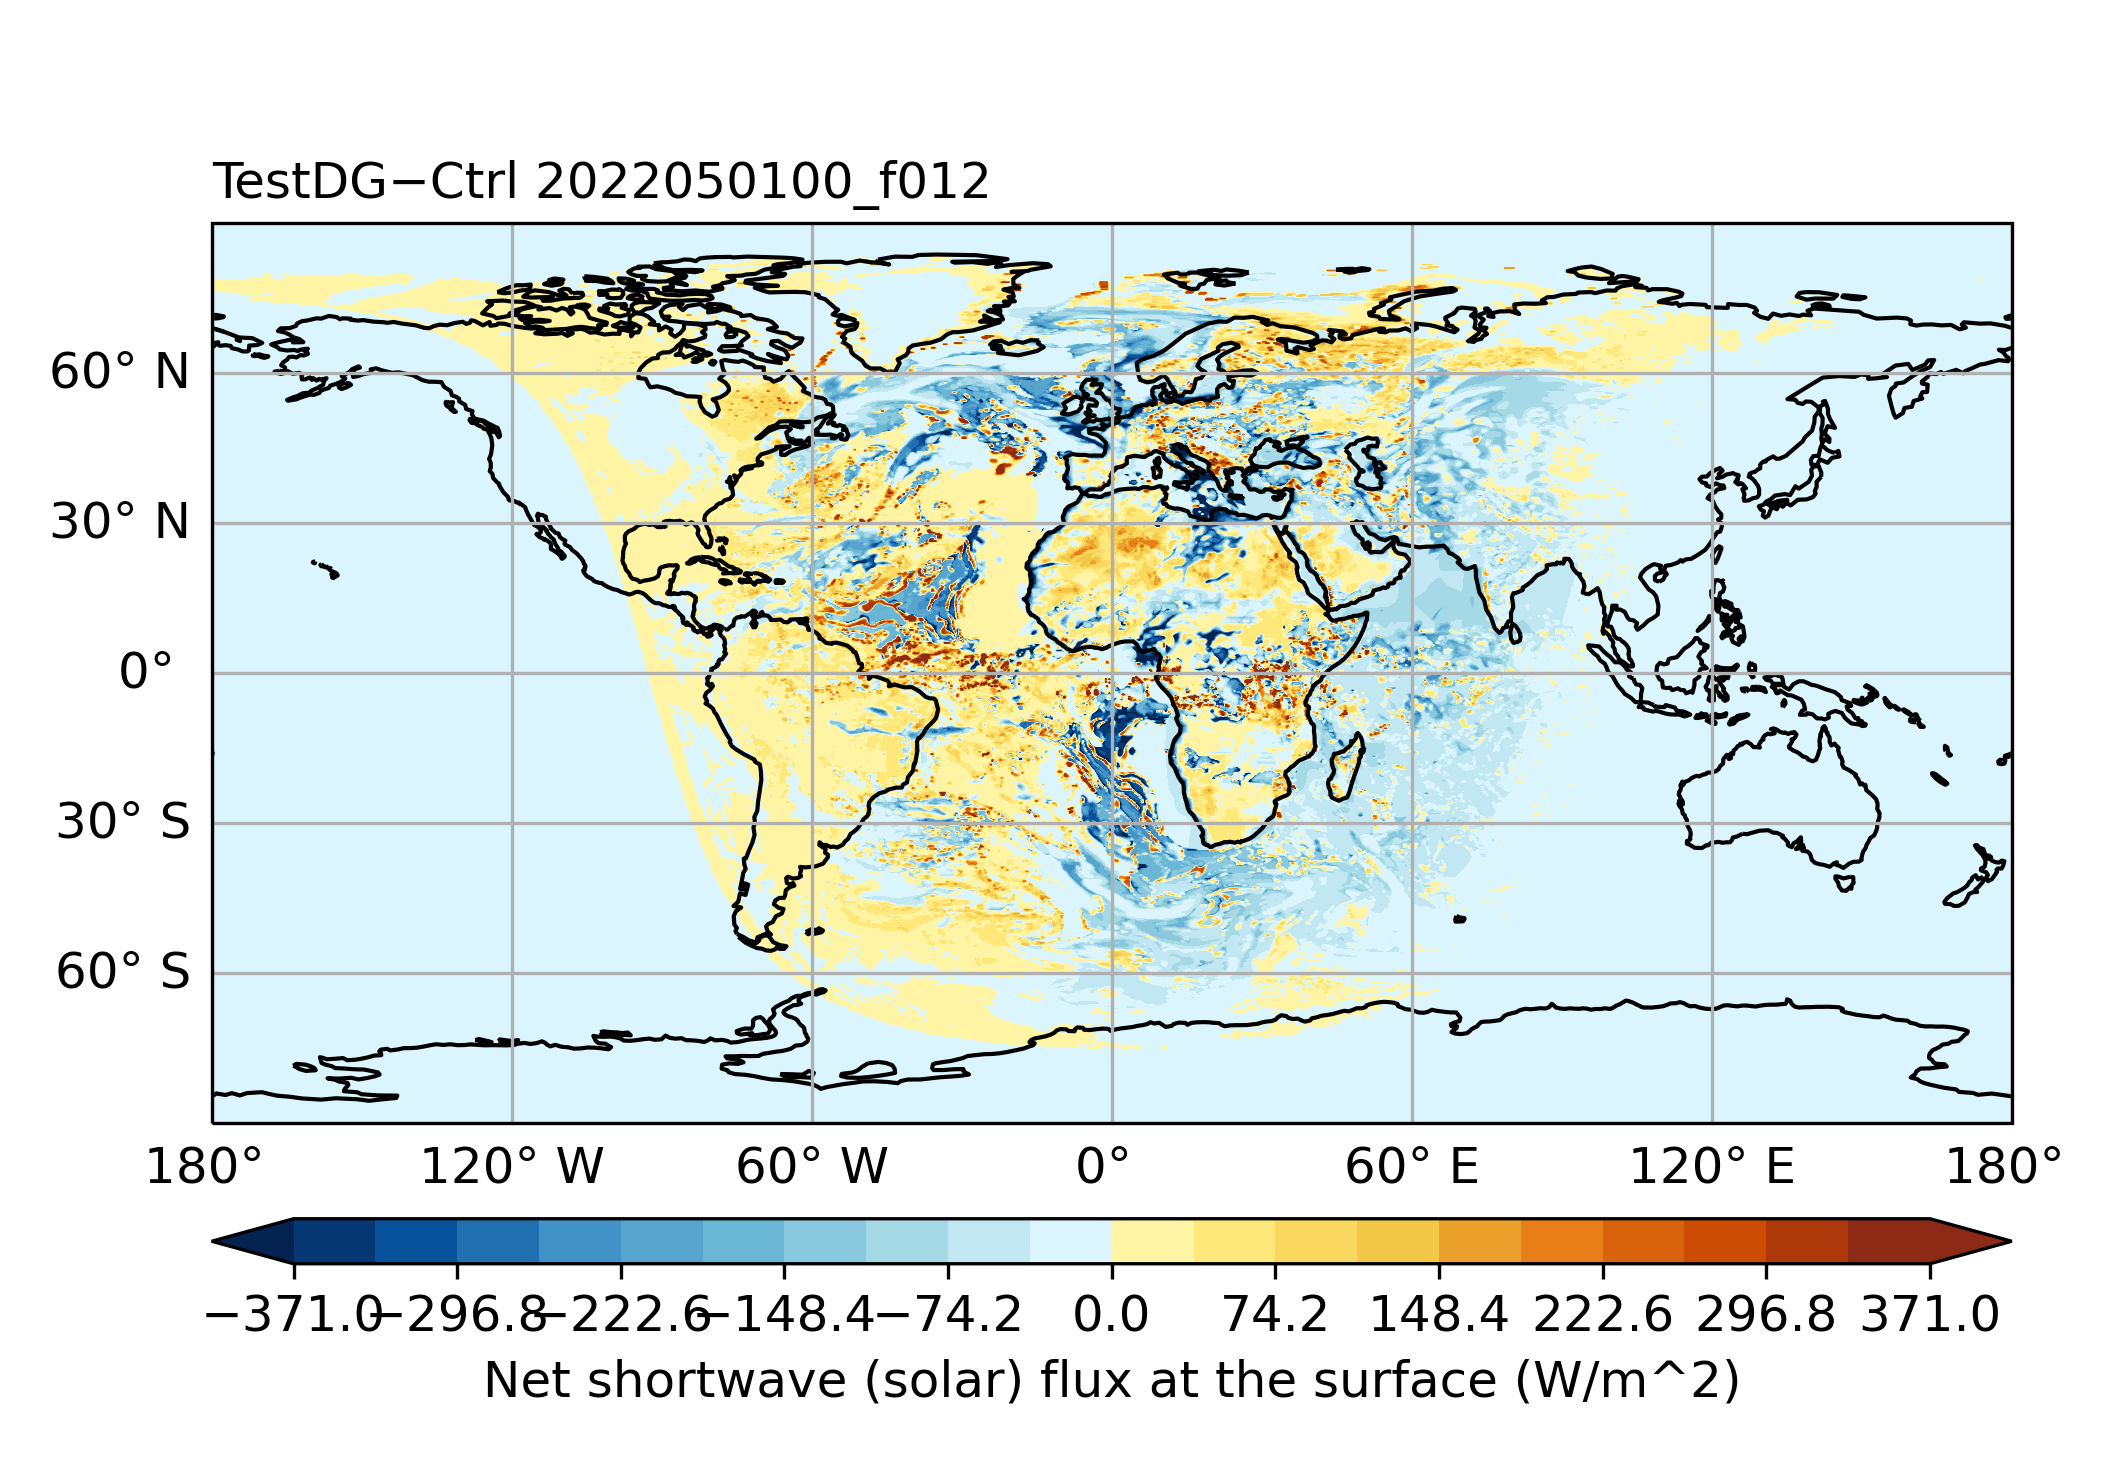 TestDG−Ctrl 2022050100_f012
60° N
30° N
0°
30° S
60° S
180° 120° W 60° W 0° 60° E 120° E 180°
−371.0 −296.8 −222.6 −148.4 −74.2 0.0 74.2 148.4 222.6 296.8 371.0
Net shortwave (solar) flux at the surface (W/m^2)